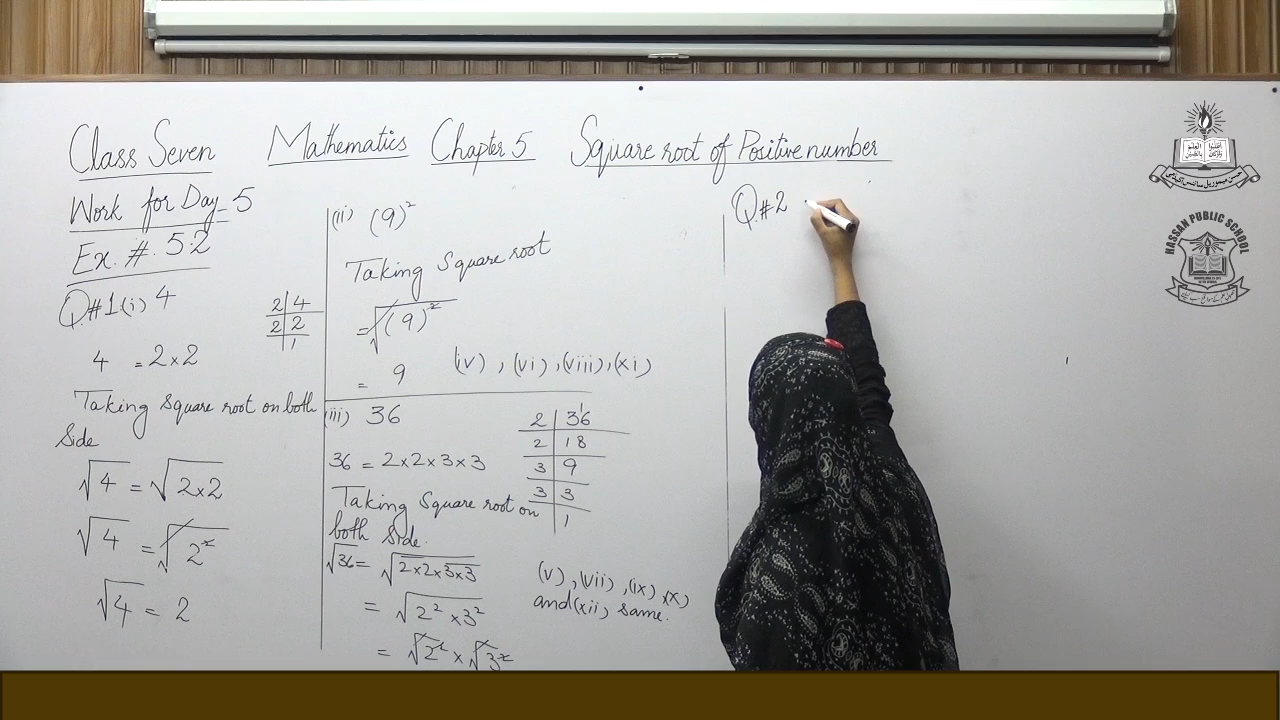 Class Seven Mathematics Chapter 5 Square root of Positive number
Work for Day_5
Ex. #. 5.2
Q#1(i) 4
2 | 4
2 | 2
1
4 = 2×2
Taking square root on both
Side
√4 = √2×2
√4 = √2²
√4 = 2
(ii) (9)²
Taking Square root
= √(9)²
= 9
(iv), (vi), (viii), (xi)
(iii) 36
2 | 36
2 | 18
3 | 9
3 | 3
1
36 = 2×2×3×3
Taking Square root on
both side.
√36 = √2×2×3×3
= √2²×3²
= √2² × √3²
(v), (vii), (ix), (x)
and (xii) same.
Q#2
HASSAN PUBLIC SCHOOL